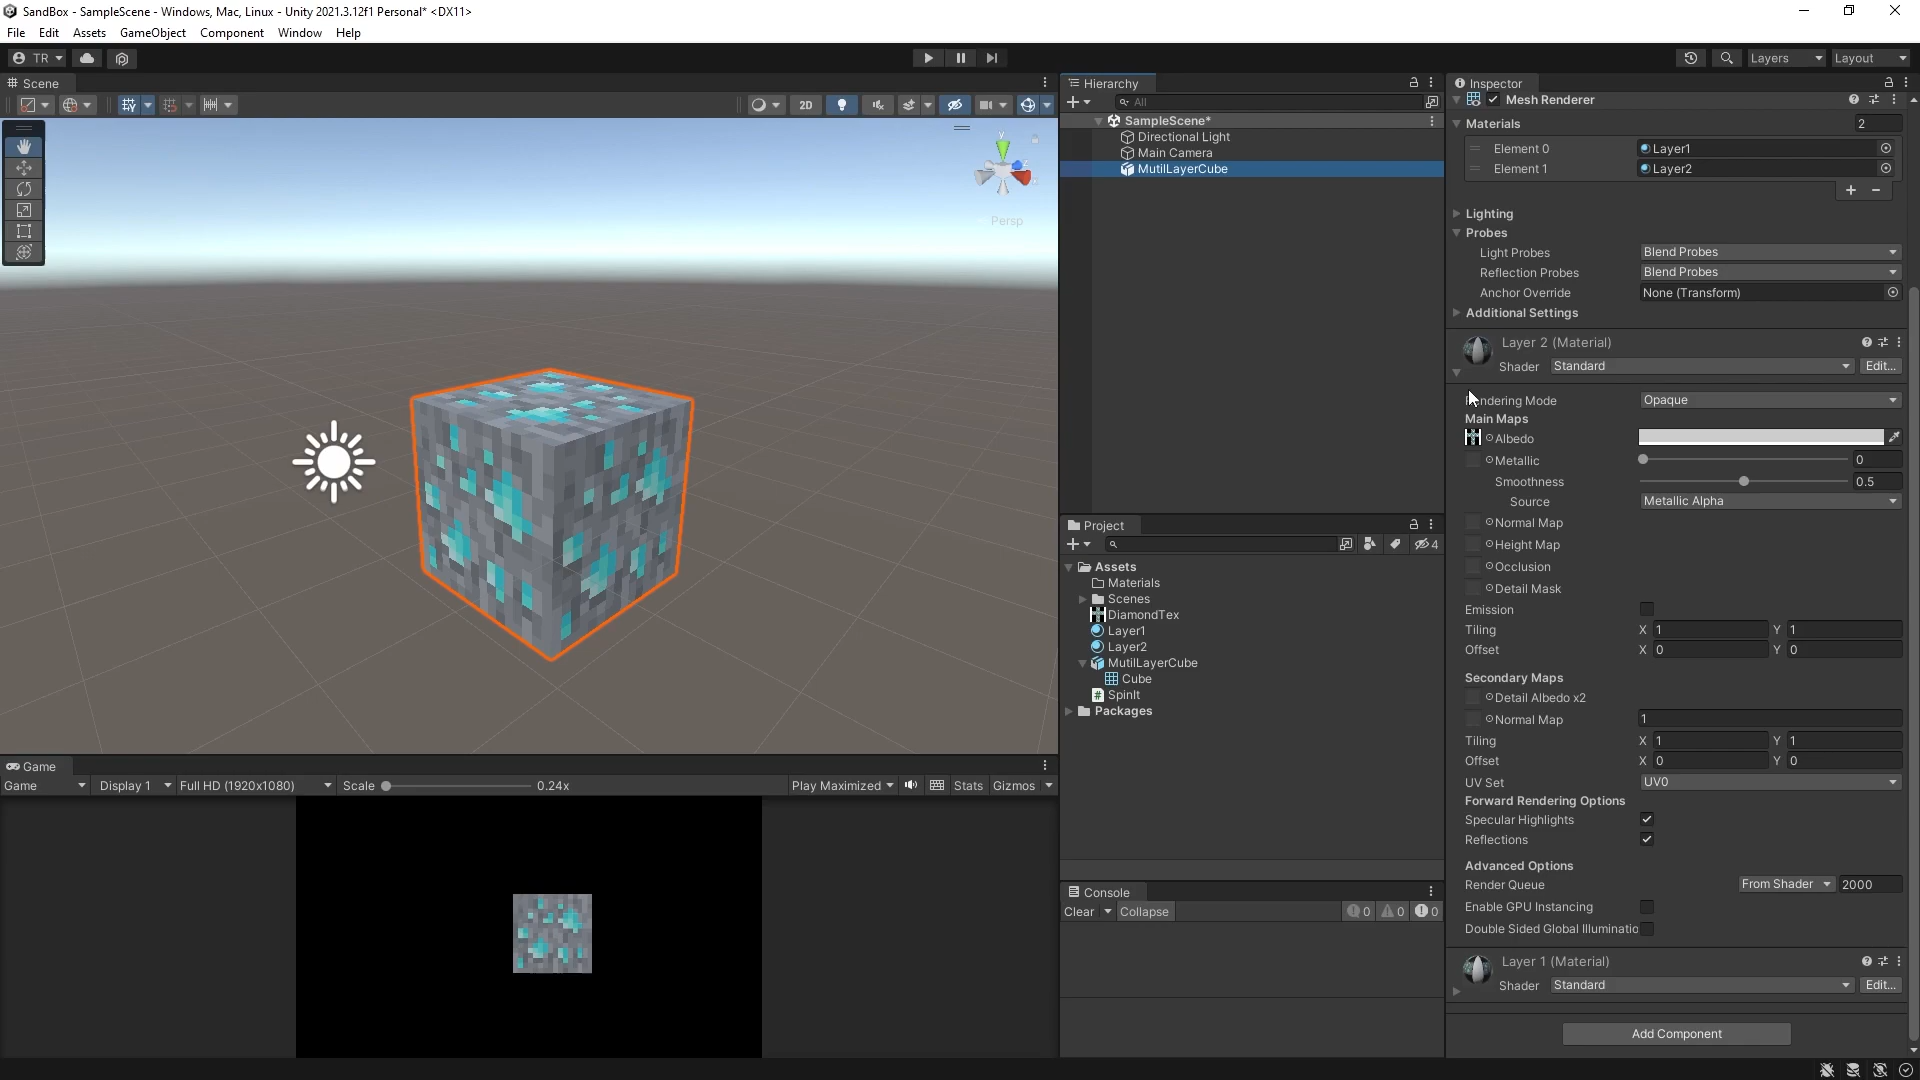 SandBox - SampleScene - Windows, Mac, Linux - Unity 2021.3.12f1 Personal* <DX11>
File Edit Assets GameObject Component Window Help
TR Layers Layout
Scene
2D
y
z
x
Persp
Game
Game Display 1 Full HD (1920x1080) Scale 0.24x Play Maximized Stats Gizmos
Hierarchy
All
SampleScene*
Directional Light
Main Camera
MutilLayerCube
Project
4
Assets
Materials
Scenes
DiamondTex
Layer1
Layer2
MutilLayerCube
Cube
SpinIt
Packages
Console
Clear Collapse 0 0 0
Inspector
Mesh Renderer
Materials 2
Element 0 Layer1
Element 1 Layer2
Lighting
Probes
Light Probes Blend Probes
Reflection Probes Blend Probes
Anchor Override None (Transform)
Additional Settings
Layer 2 (Material)
Shader Standard Edit...
Rendering Mode Opaque
Main Maps
Albedo
Metallic 0
Smoothness 0.5
Source Metallic Alpha
Normal Map
Height Map
Occlusion
Detail Mask
Emission
Tiling X 1 Y 1
Offset X 0 Y 0
Secondary Maps
Detail Albedo x2
Normal Map 1
Tiling X 1 Y 1
Offset X 0 Y 0
UV Set UV0
Forward Rendering Options
Specular Highlights
Reflections
Advanced Options
Render Queue From Shader 2000
Enable GPU Instancing
Double Sided Global Illuminatio
Layer 1 (Material)
Shader Standard Edit...
Add Component